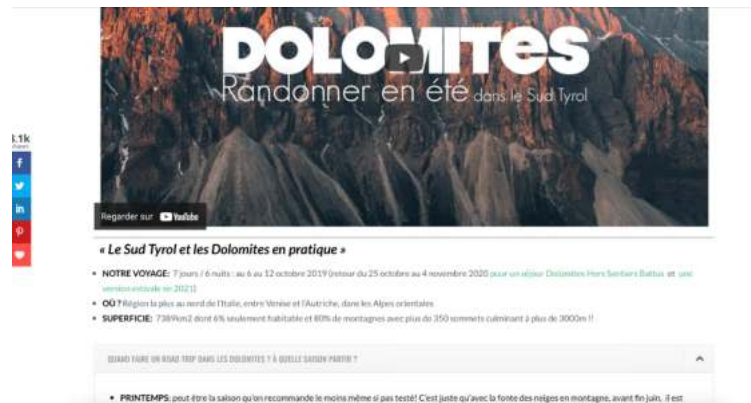 DOLOMITES
Randonner en été dans le Sud Tyrol
.1k
f
in
Regarder sur YouTube
« Le Sud Tyrol et les Dolomites en pratique »
NOTRE VOYAGE: 7 jours / 6 nuits : au 6 au 12 octobre 2019 (retour du 25 octobre au 4 novembre 2020 pour un séjour Dolomites Hors Sentiers Battus et une
version estivale en 2021)
OÙ ? Région la plus au nord de l'Italie, entre Venise et l'Autriche, dans les Alpes orientales
SUPERFICIE: 7389km2 dont 6% seulement habitable et 80% de montagnes avec plus de 350 sommets culminant à plus de 3000m !!
QUAND FAIRE UN ROAD TRIP DANS LES DOLOMITES ? À QUELLE SAISON PARTIR ?
PRINTEMPS: peut être la saison qu'on recommande le moins même si pas testé! C'est juste qu'avec la fonte des neiges en montagne, avant fin juin, il est